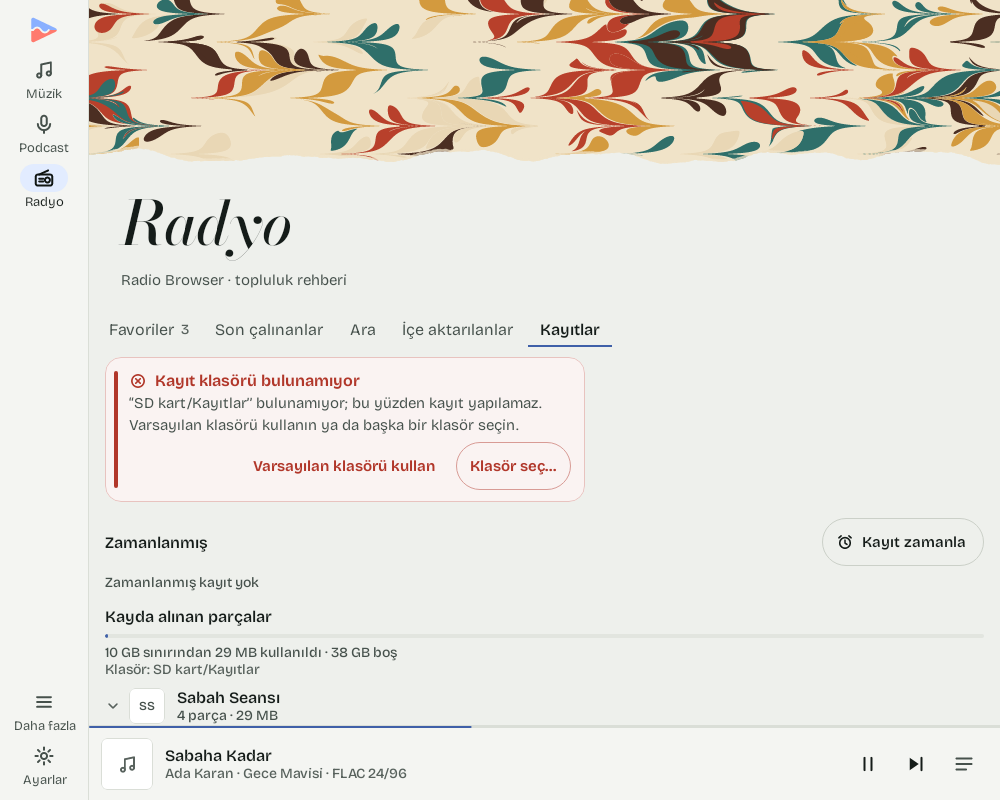 Müzik
Podcast
Radyo
Radyo
Radio Browser · topluluk rehberi
Favoriler 3
Son çalınanlar
Ara
İçe aktarılanlar
Kayıtlar
Kayıt klasörü bulunamıyor
“SD kart/Kayıtlar” bulunamıyor; bu yüzden kayıt yapılamaz.
Varsayılan klasörü kullanın ya da başka bir klasör seçin.
Varsayılan klasörü kullan
Klasör seç…
Zamanlanmış
Kayıt zamanla
Zamanlanmış kayıt yok
Kayda alınan parçalar
10 GB sınırından 29 MB kullanıldı · 38 GB boş
Klasör: SD kart/Kayıtlar
SS
Sabah Seansı
4 parça · 29 MB
Daha fazla
Ayarlar
Sabaha Kadar
Ada Karan · Gece Mavisi · FLAC 24/96